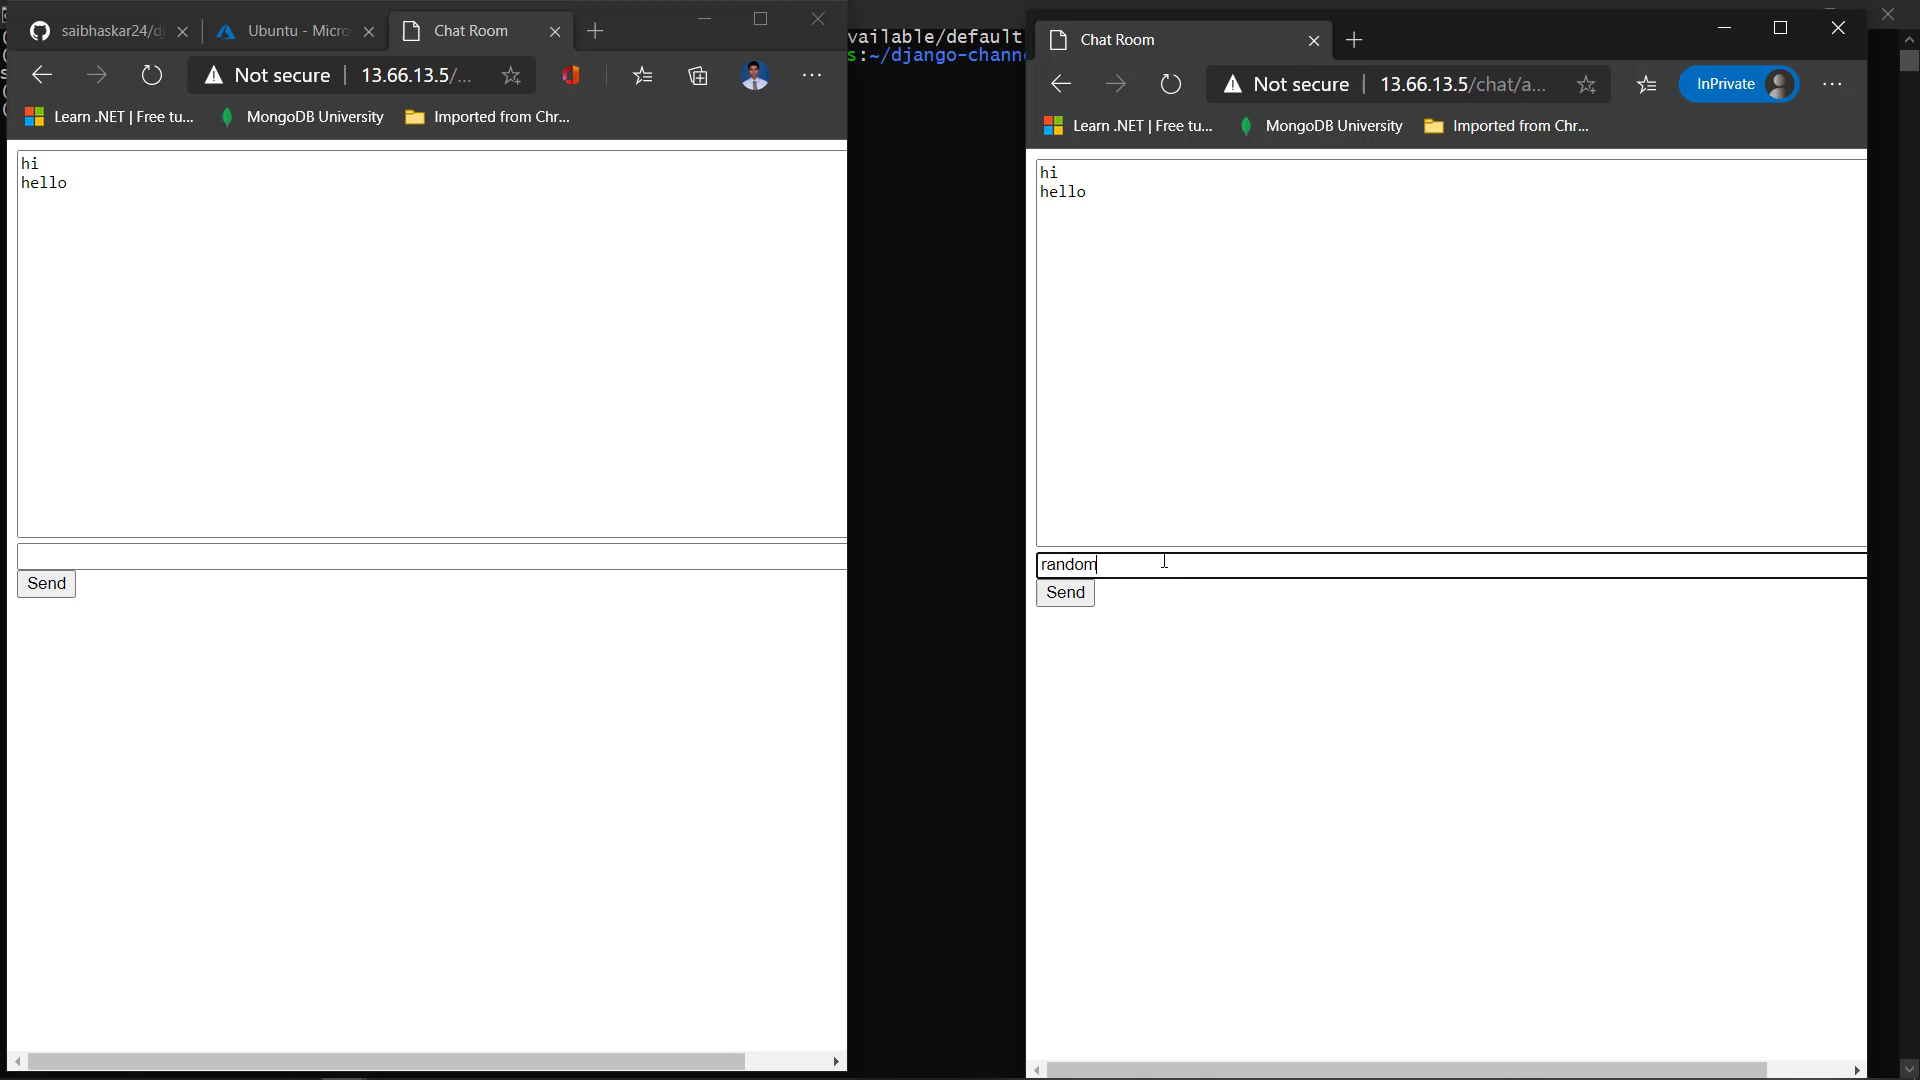 saibhaskar24/dj
Ubuntu - Micro
Chat Room
Not secure
13.66.13.5/...
Learn .NET | Free tu...
MongoDB University
Imported from Chr...
hi
hello
Send
vailable/default
s:~/django-channe
Chat Room
Not secure
13.66.13.5/chat/a...
InPrivate
Learn .NET | Free tu...
MongoDB University
Imported from Chr...
hi
hello
random
Send